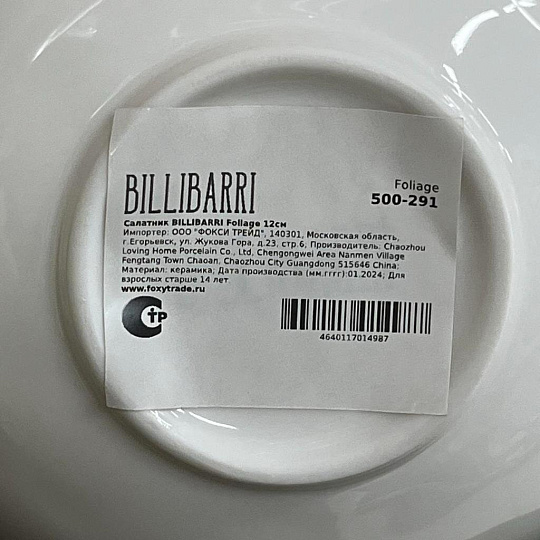 BILLIBARRI
Foliage
500-291
Салатник BILLIBARRI Foliage 12см
Импортер: ООО "ФОКСИ ТРЕЙД", 140301, Московская область,
г.Егорьевск, ул. Жукова Гора, д.23, стр.6; Производитель: Chaozhou
Loving Home Porcelain Co., Ltd, Chengongwei Area Nanmen Village
Fengtang Town Chaoan, Chaozhou City Guangdong 515646 China;
Материал: керамика; Дата производства (мм.гггг):01.2024; Для
взрослых старше 14 лет
www.foxytrade.ru
СТР
4640117014987